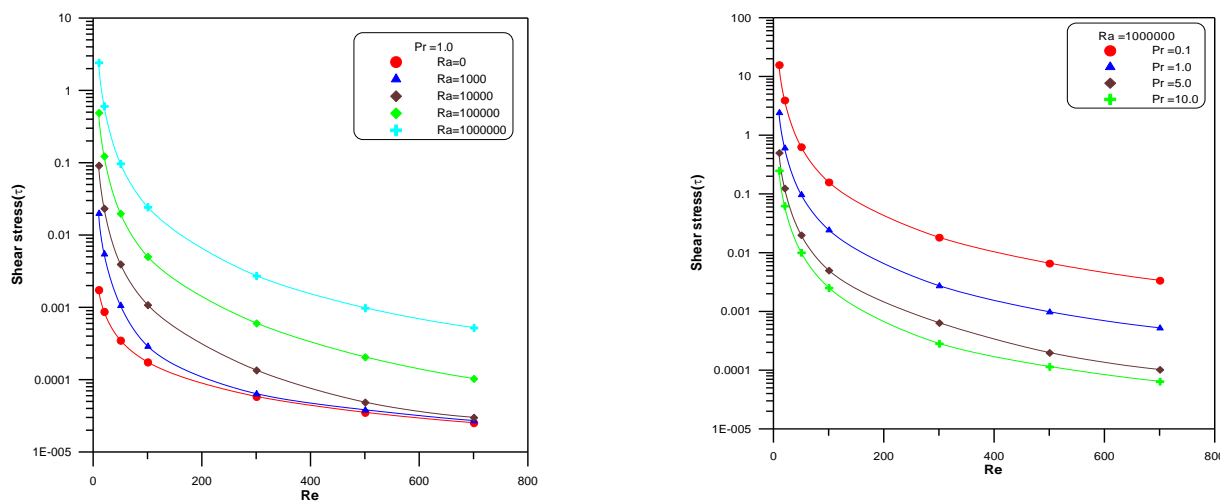 10
1
0.1
0.01
0.001
0.0001
1E-005
Shear stress(τ)
0
200
400
600
800
Re
Pr =1.0
Ra=0
Ra=1000
Ra=10000
Ra=100000
Ra=1000000
100
10
1
0.1
0.01
0.001
0.0001
1E-005
Shear stress(τ)
0
200
400
600
800
Re
Ra =1000000
Pr =0.1
Pr =1.0
Pr =5.0
Pr =10.0